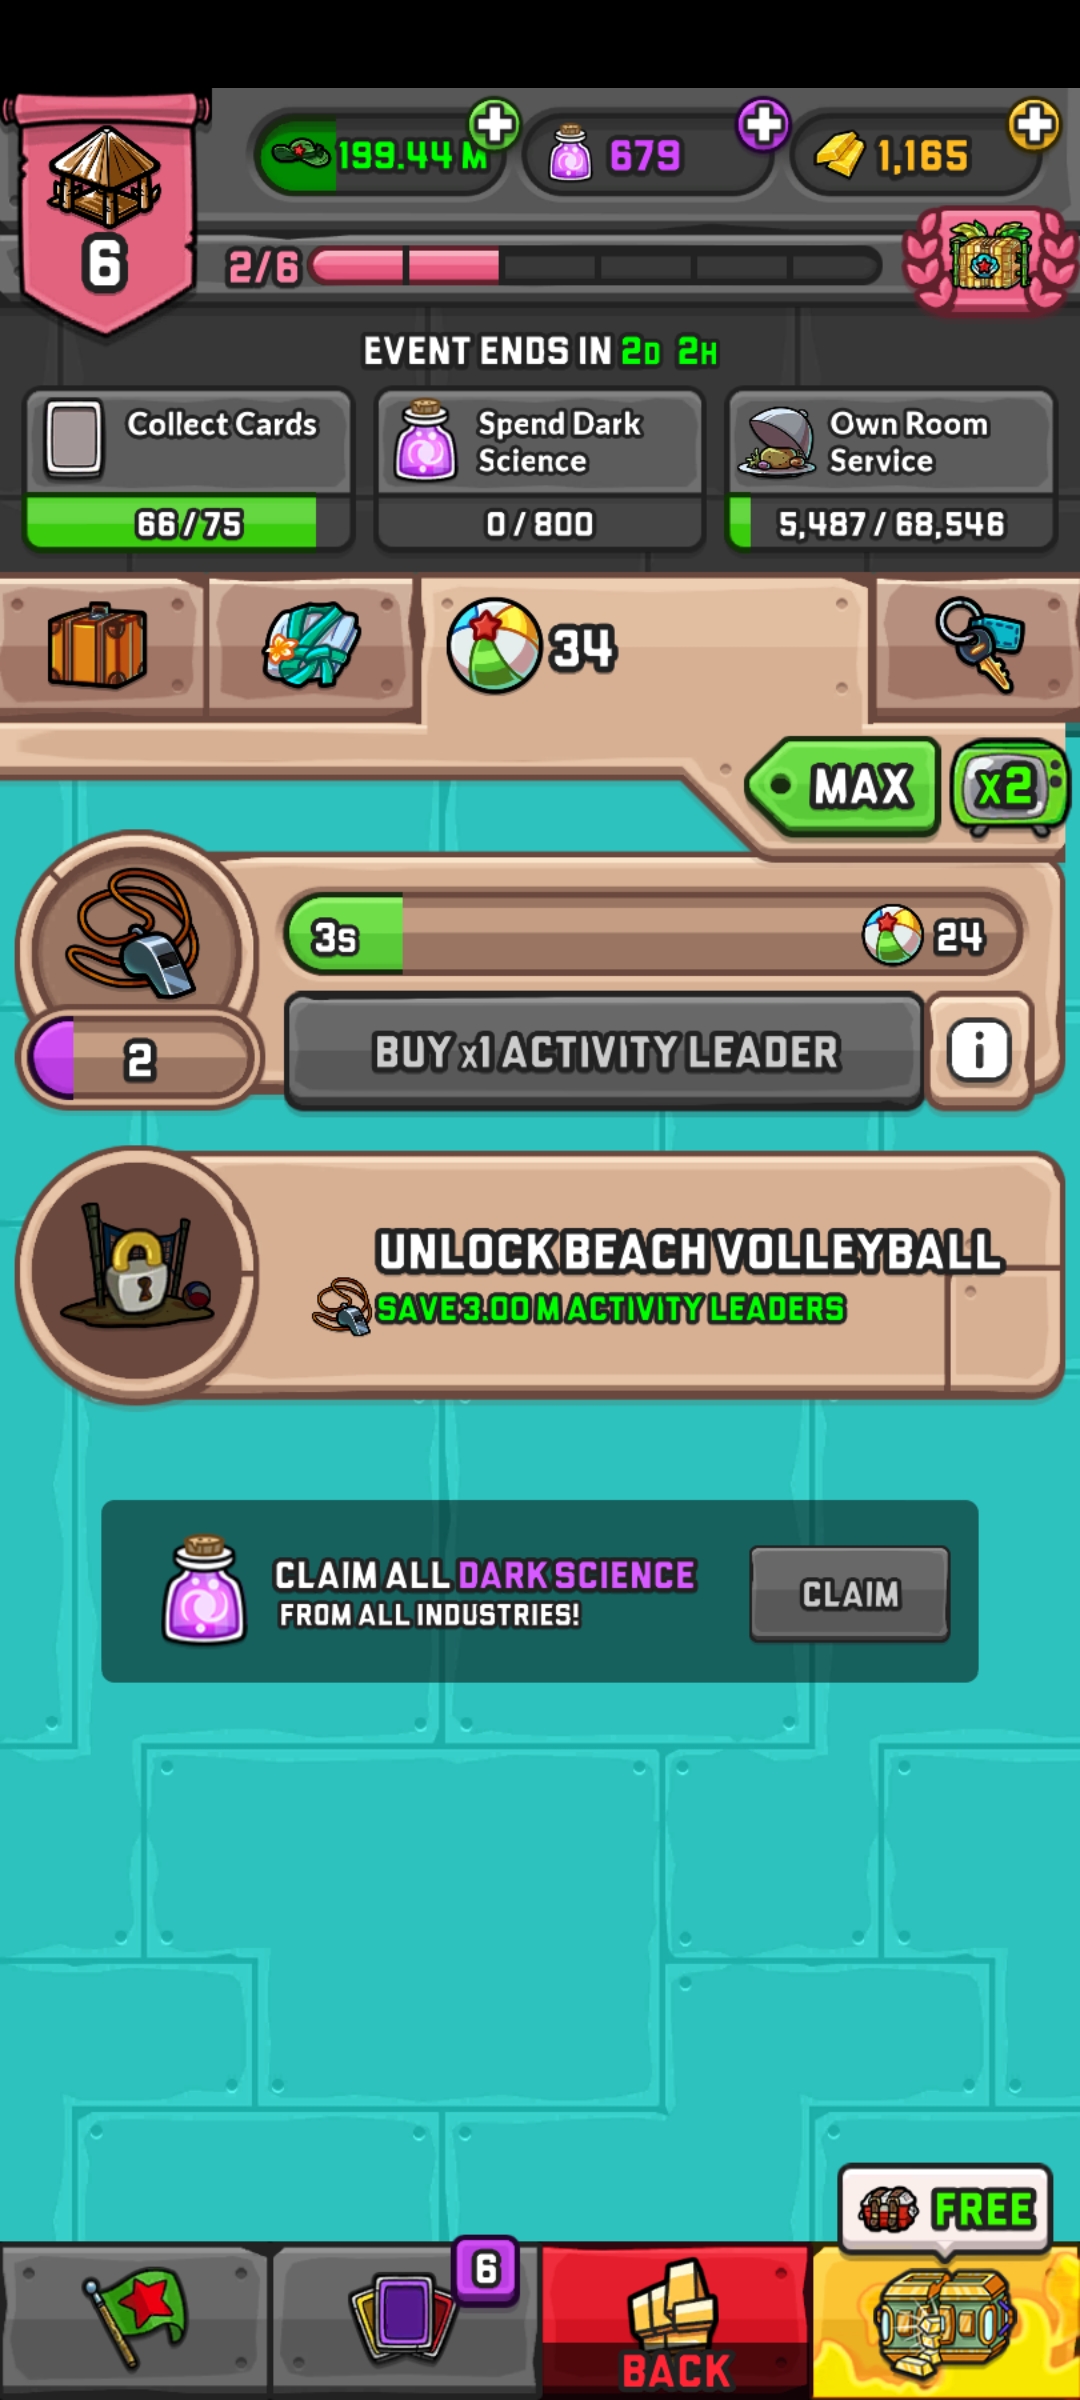 199.44 M
679
1,165
6
2/6
EVENT ENDS IN 2D 2H
Collect Cards
66/75
Spend Dark
Science
0/800
Own Room
Service
5,487/68,546
34
MAX
x2
3s
24
2
BUY x1 ACTIVITY LEADER
i
UNLOCK BEACH VOLLEYBALL
SAVE 3.00 M ACTIVITY LEADERS
CLAIM ALL DARK SCIENCE
FROM ALL INDUSTRIES!
CLAIM
FREE
6
BACK